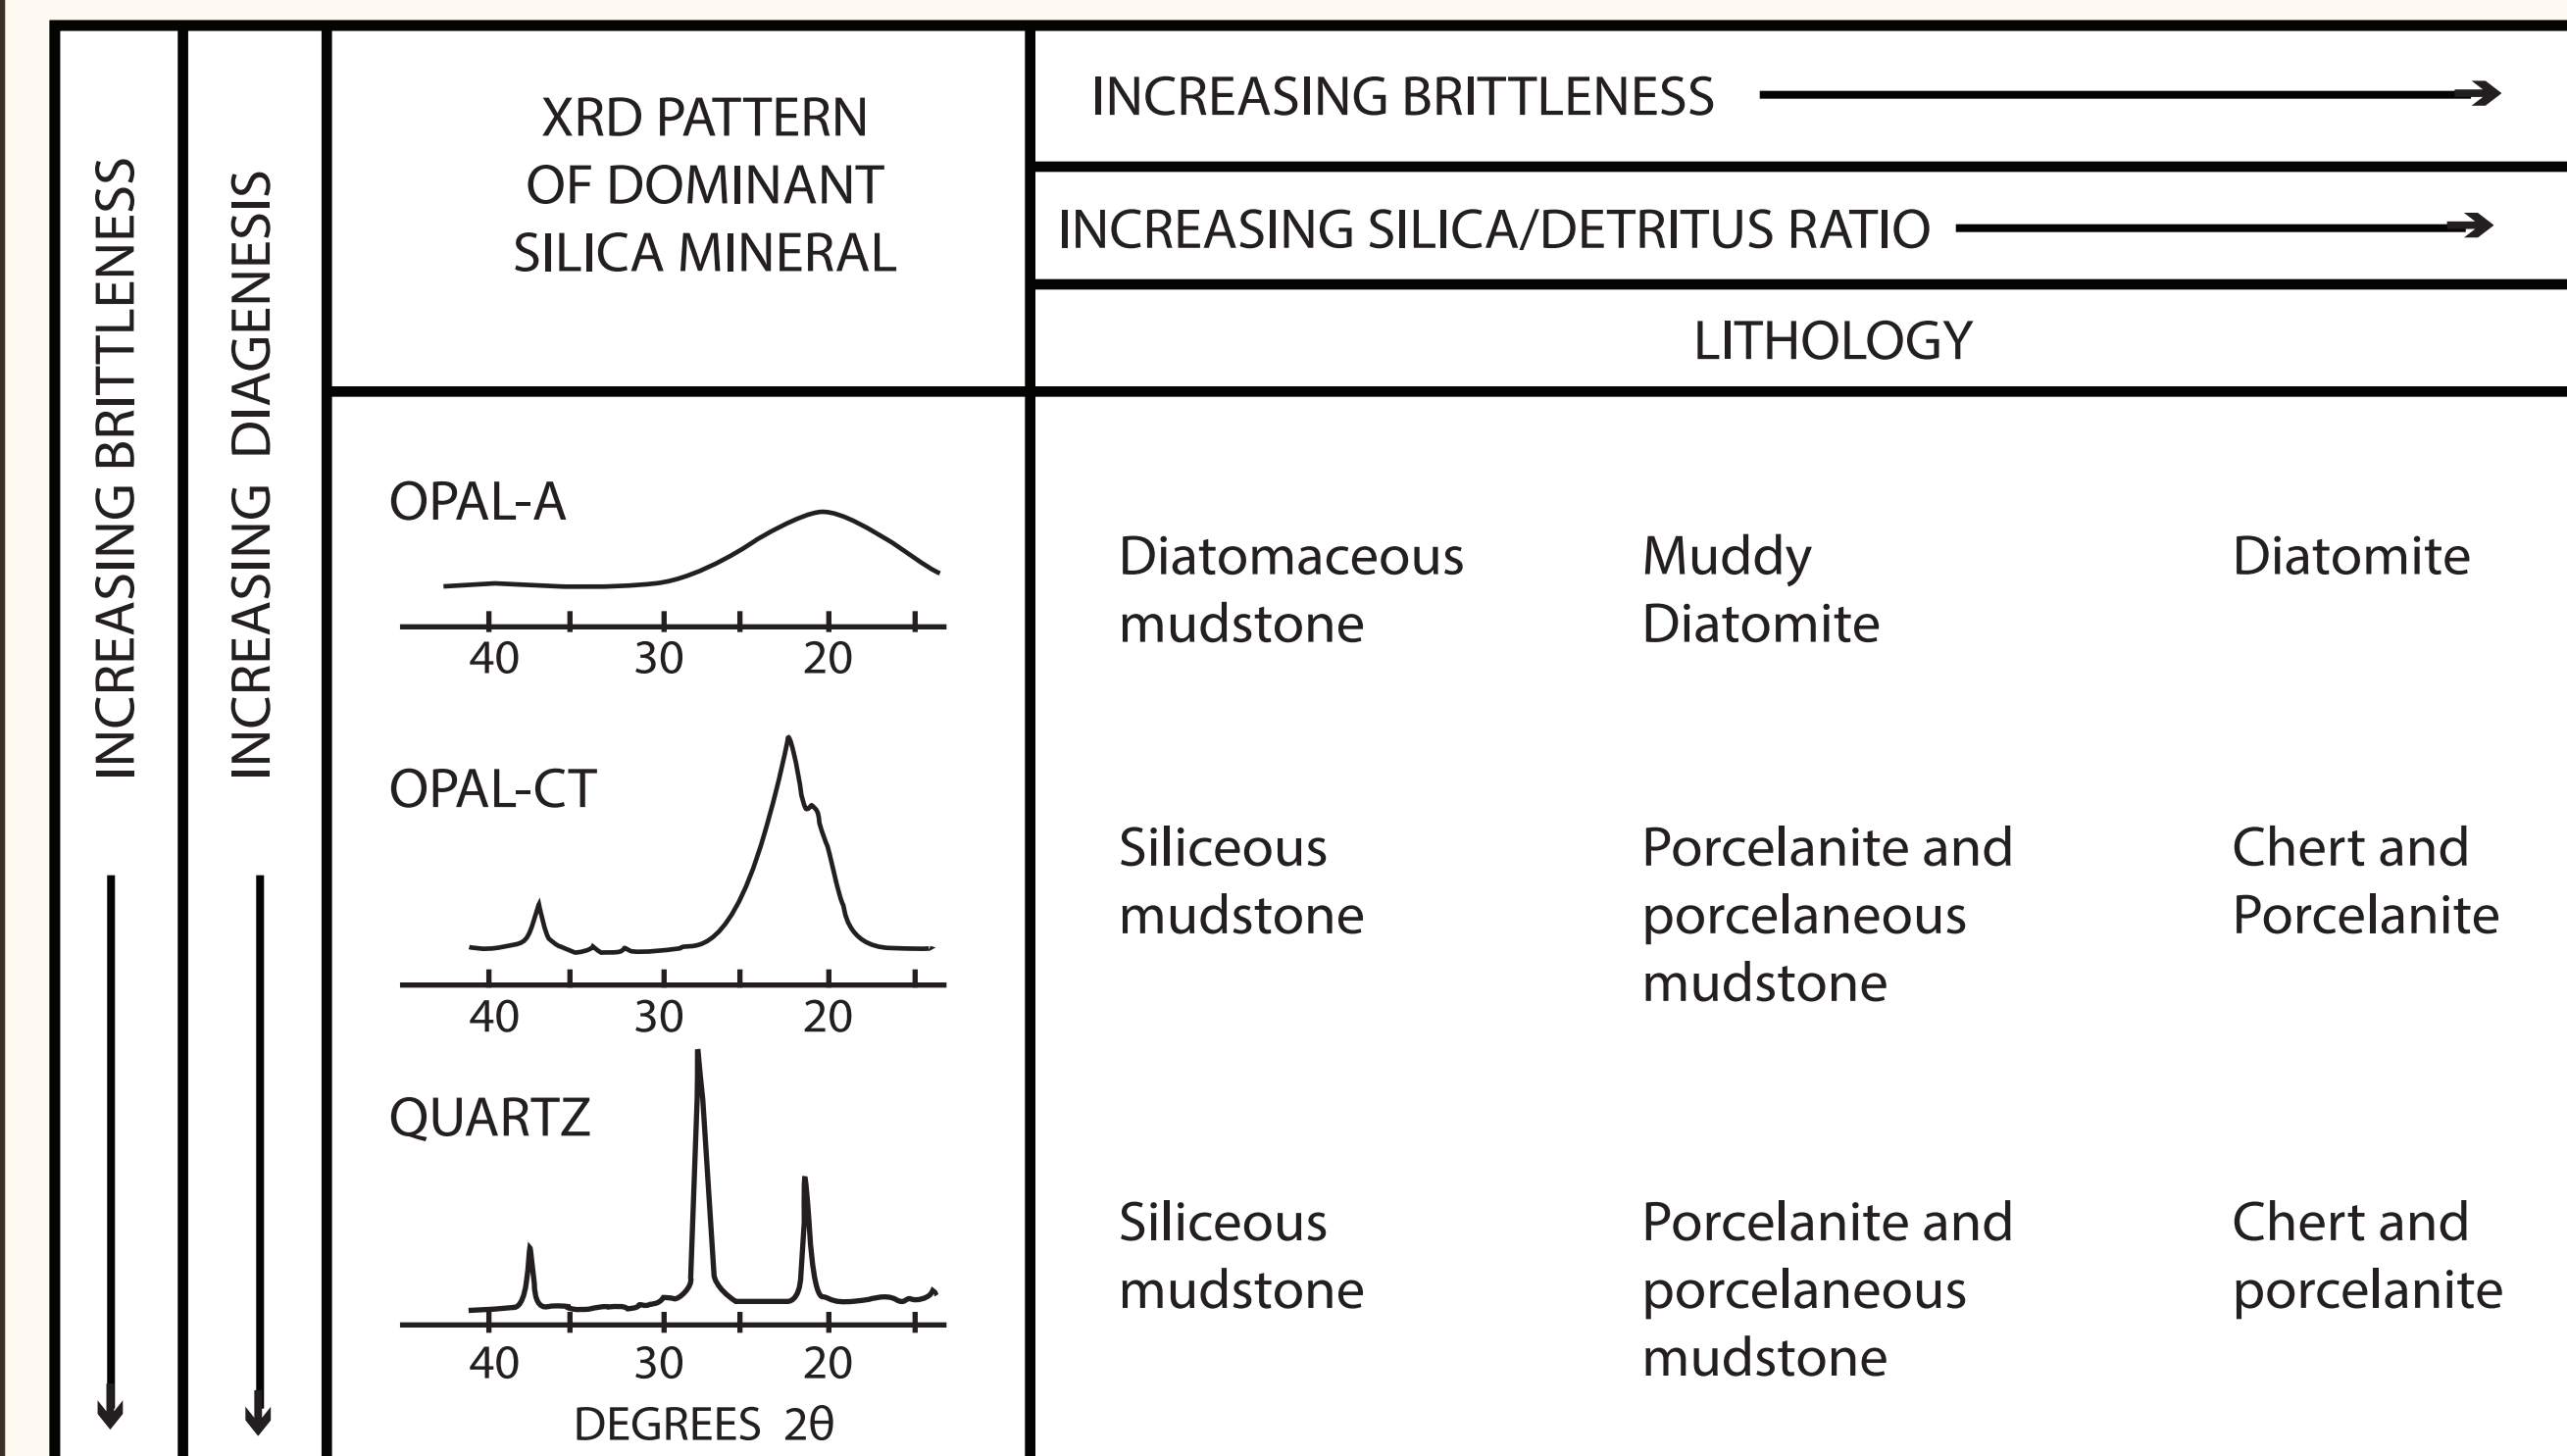 INCREASING BRITTLENESS
INCREASING DIAGENESIS
XRD PATTERN
OF DOMINANT
SILICA MINERAL
INCREASING BRITTLENESS
INCREASING SILICA/DETRITUS RATIO
LITHOLOGY
OPAL-A
40 30 20
Diatomaceous
mudstone
Muddy
Diatomite
Diatomite
OPAL-CT
40 30 20
Siliceous
mudstone
Porcelanite and
porcelaneous
mudstone
Chert and
Porcelanite
QUARTZ
40 30 20
DEGREES 2θ
Siliceous
mudstone
Porcelanite and
porcelaneous
mudstone
Chert and
porcelanite